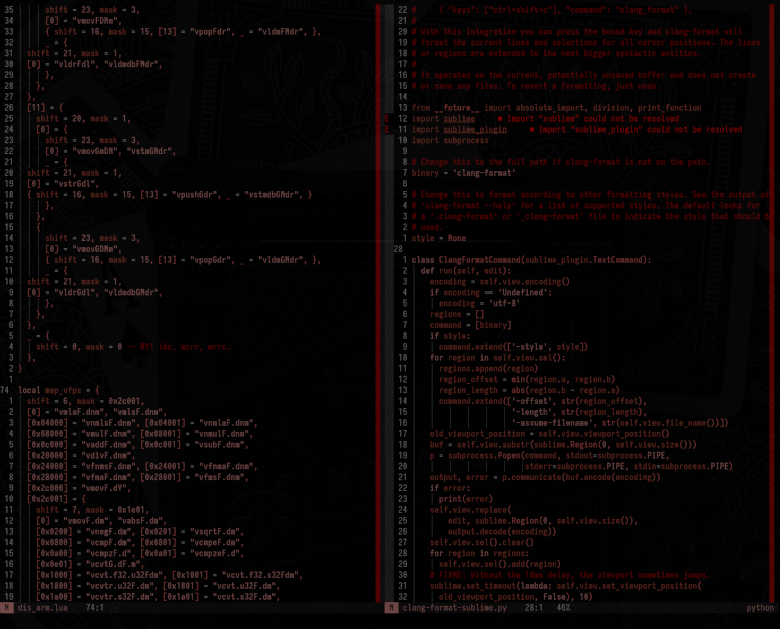 35 shift = 23, mask = 3,
34 [0] = "vmovFDNm"
33 { shift = 16, mask = 15, [13] = "vpopFdr", _ = "vldmFNdr",
32 _ = {
31 shift = 21, mask = 1,
30 [0] = "vldrFdl", "vldmdbFNdr",
29 },
28 },
27 },
26 [11] = {
25 shift = 20, mask = 1,
24 [0] = {
23 shift = 23, mask = 3,
22 [0] = "vmovGmDN", "vstmGNdr",
21 _ = {
20 shift = 21, mask = 1,
19 [0] = "vstrGdl",
18 { shift = 16, mask = 15, [13] = "vpushGdr", _ = "vstmdbGNdr", }
17 },
16 },
15 {
14 shift = 23, mask = 3,
13 [0] = "vmovGDNm",
12 { shift = 16, mask = 15, [13] = "vpopGdr", _ = "vldmGNdr", },
11 _ = {
10 shift = 21, mask = 1,
9 [0] = "vldrGdl", "vldmdbGNdr",
8 },
7 },
6 },
5 _ = {
4 shift = 0, mask = 0 -- NYI ldc, mcrr, mrrc.
3 },
2 }
1
74 local map_vfps = {
1 shift = 6, mask = 0x2c001,
2 [0] = "vmlaF.dnm", "vmlsF.dnm",
3 [0x04000] = "vnmlsF.dnm", [0x04001] = "vnmlaF.dnm",
4 [0x08000] = "vmulF.dnm", [0x08001] = "vnmulF.dnm",
5 [0x0c000] = "vaddF.dnm", [0x0c001] = "vsubF.dnm",
6 [0x20000] = "vdivF.dnm",
7 [0x24000] = "vfnmsF.dnm", [0x24001] = "vfnmaF.dnm",
8 [0x28000] = "vfmaF.dnm", [0x28001] = "vfmsF.dnm",
9 [0x2c000] = "vmovF.dY",
10 [0x2c001] = {
11 shift = 7, mask = 0x1e01,
12 [0] = "vmovF.dm", "vabsF.dm",
13 [0x0200] = "vnegF.dm", [0x0201] = "vsqrtF.dm",
14 [0x0800] = "vcmpF.dm", [0x0801] = "vcmpeF.dm",
15 [0x0a00] = "vcmpzF.d", [0x0a01] = "vcmpzeF.d",
16 [0x0e01] = "vcvtG.dF.m",
17 [0x1000] = "vcvt.f32.u32Fdm", [0x1001] = "vcvt.f32.s32Fdm",
18 [0x1800] = "vcvtr.u32F.dm", [0x1801] = "vcvt.u32F.dm",
19 [0x1a00] = "vcvtr.s32F.dm", [0x1a01] = "vcvt.s32F.dm",
N dis_arm.lua 74:1
22 # { "keys": ["ctrl+shift+c"], "command": "clang_format" },
21 #
20 # With this integration you can press the bound key and clang-format will
19 # format the current lines and selections for all cursor positions. The lines
18 # or regions are extended to the next bigger syntactic entities.
17 #
16 # It operates on the current, potentially unsaved buffer and does not create
15 # or save any files. To revert a formatting, just undo.
14
13 from __future__ import absolute_import, division, print_function
E 12 import sublime ■ Import "sublime" could not be resolved
E 11 import sublime_plugin ■ Import "sublime_plugin" could not be resolved
10 import subprocess
9
8 # Change this to the full path if clang-format is not on the path.
7 binary = 'clang-format'
6
5 # Change this to format according to other formatting styles. See the output of
4 # 'clang-format --help' for a list of supported styles. The default looks for
3 # a '.clang-format' or '_clang-format' file to indicate the style that should b
2 # used.
1 style = None
28
1 class ClangFormatCommand(sublime_plugin.TextCommand):
2 def run(self, edit):
3 encoding = self.view.encoding()
4 if encoding == 'Undefined':
5 encoding = 'utf-8'
6 regions = []
7 command = [binary]
8 if style:
9 command.extend(['-style', style])
10 for region in self.view.sel():
11 regions.append(region)
12 region_offset = min(region.a, region.b)
13 region_length = abs(region.b - region.a)
14 command.extend(['-offset', str(region_offset),
15 '-length', str(region_length),
16 '-assume-filename', str(self.view.file_name())])
17 old_viewport_position = self.view.viewport_position()
18 buf = self.view.substr(sublime.Region(0, self.view.size()))
19 p = subprocess.Popen(command, stdout=subprocess.PIPE,
20 stderr=subprocess.PIPE, stdin=subprocess.PIPE)
21 output, error = p.communicate(buf.encode(encoding))
22 if error:
23 print(error)
24 self.view.replace(
25 edit, sublime.Region(0, self.view.size()),
26 output.decode(encoding))
27 self.view.sel().clear()
28 for region in regions:
29 self.view.sel().add(region)
30 # FIXME: Without the 10ms delay, the viewport sometimes jumps.
31 sublime.set_timeout(lambda: self.view.set_viewport_position(
32 old_viewport_position, False), 10)
N clang-format-sublime.py 28:1 46% python